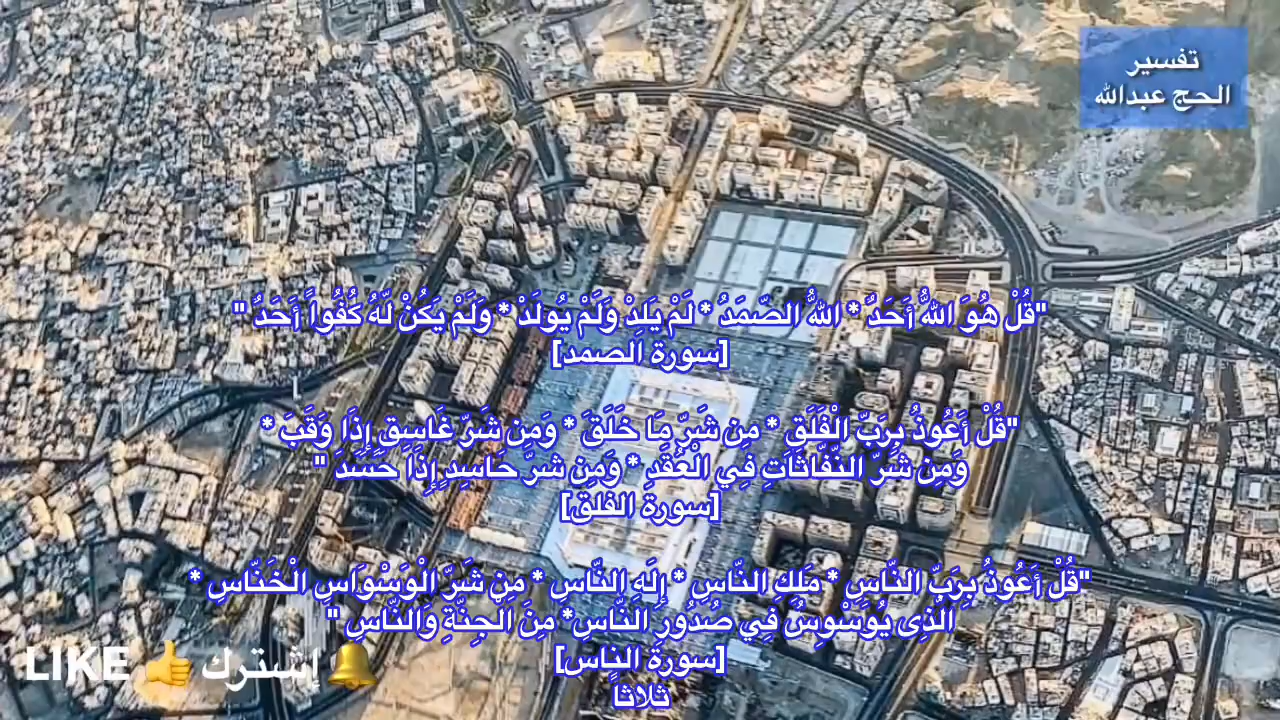 تفسير
الحج عبدالله
"قُلْ هُوَ اللهُ أَحَدٌ * اللهُ الصّمَدُ * لَمْ يَلِدْ وَلَمْ يُولَدْ * وَلَمْ يَكُنْ لّهُ كُفُواً أَحَدٌ "
[سورة الصمد]
"قُلْ أَعُوذُ بِرَبّ الْفَلَقِ * مِن شَرّ مَا خَلَقَ * وَمِن شَرّ غَاسِقٍ إِذَا وَقَبَ *
وَمِن شَرّ النّفّاثَاتِ فِي الْعُقَدِ * وَمِن شرّ حَاسِدٍ إِذَا حَسَدَ "
[سورة الفلق]
"قُلْ أَعُوذُ بِرَبّ النّاسِ * مَلِكِ النّاسِ * إِلَهِ النّاسِ * مِنْ شَرّ الْوَسْوَاسِ الْخَنّاسِ *
الّذِى يُوَسْوِسُ فِي صُدُورِ النّاسِ* مِنَ الْجِنّةِ وَالنّاسِ "
[سورة الناس]
ثلاثاً
LIKE 👍 إشترك 🔔